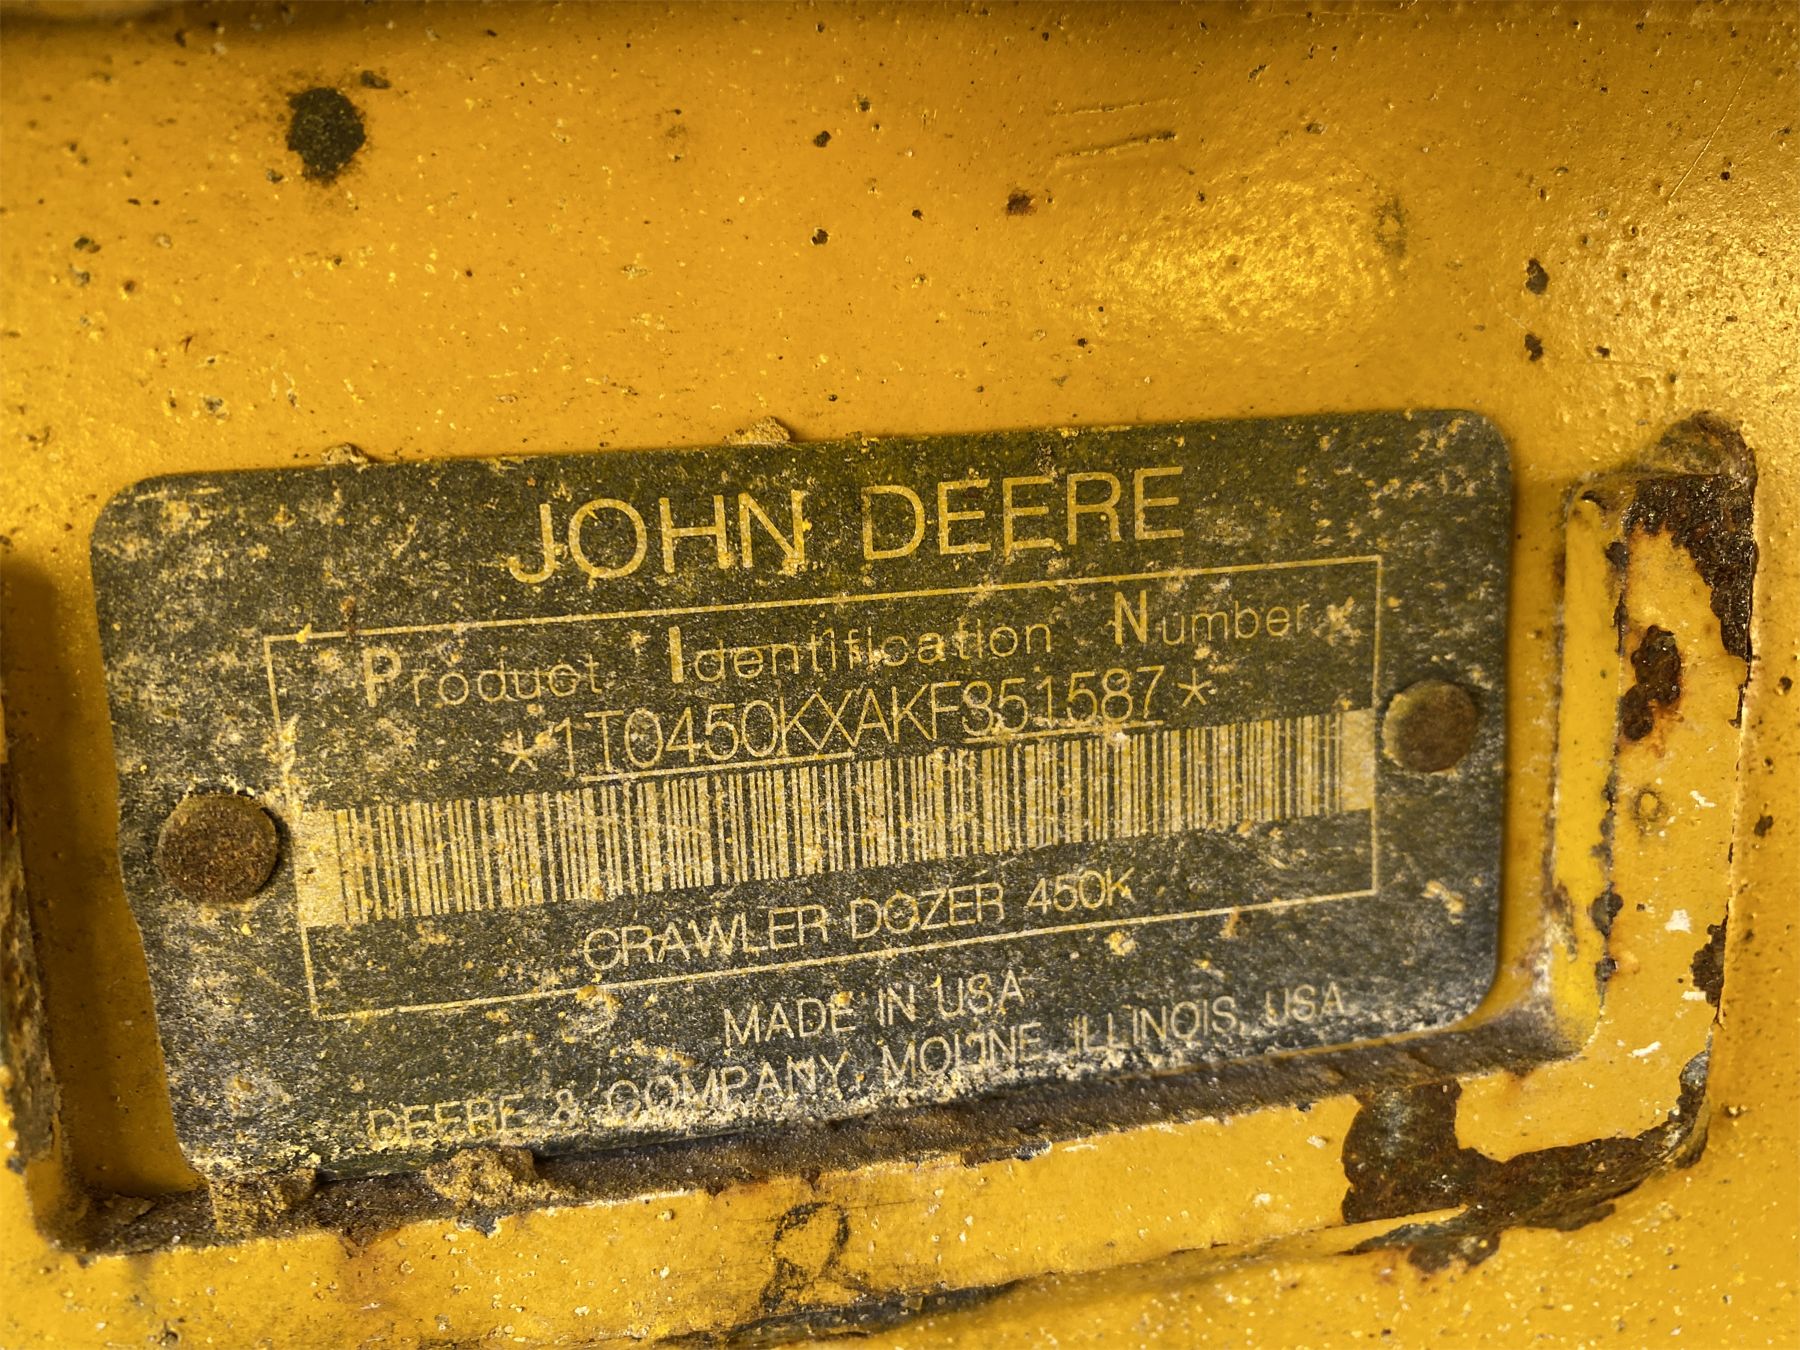 JOHN DEERE
Product Identification Number
*1T0450KXAKF351587*
CRAWLER DOZER 450K
MADE IN USA
DEERE & COMPANY, MOLINE, ILLINOIS, USA